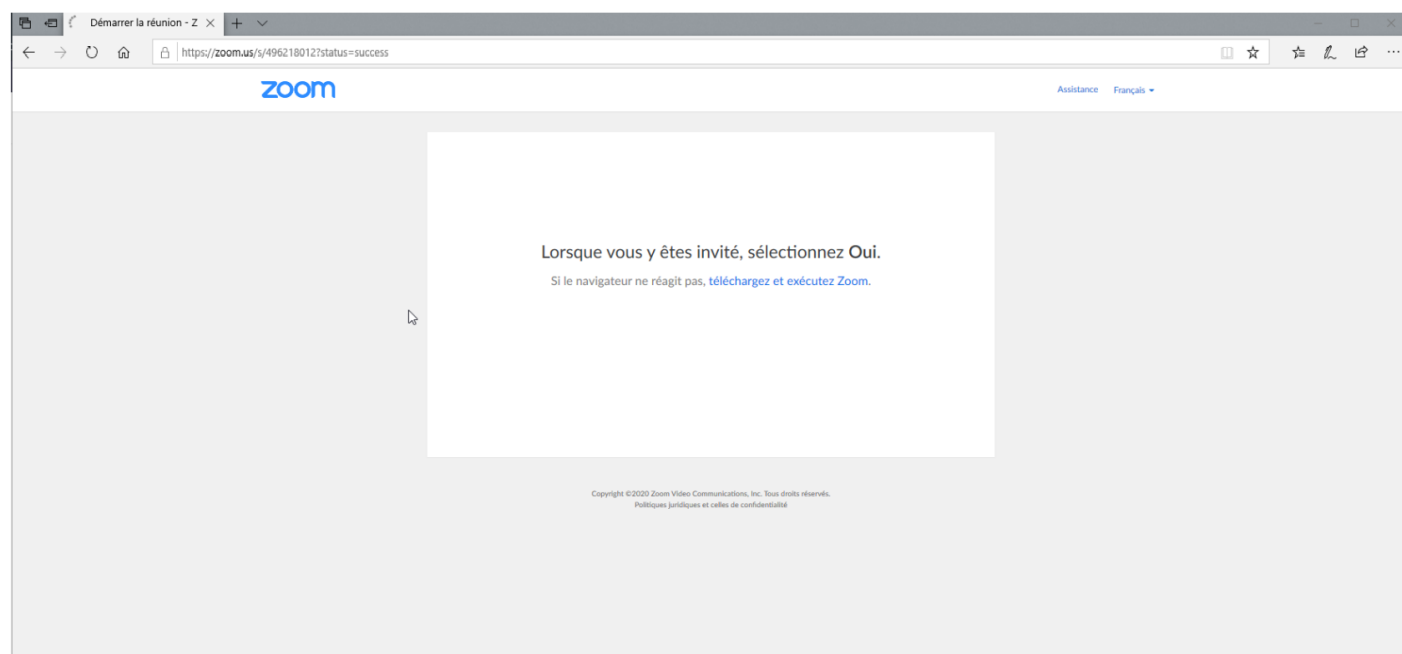 Démarrer la réunion - Z
https://zoom.us/s/496218012?status=success
zoom
Assistance Français
Lorsque vous y êtes invité, sélectionnez Oui.
Si le navigateur ne réagit pas, téléchargez et exécutez Zoom.
Copyright ©2020 Zoom Video Communications, Inc. Tous droits réservés.
Politiques juridiques et celles de confidentialité